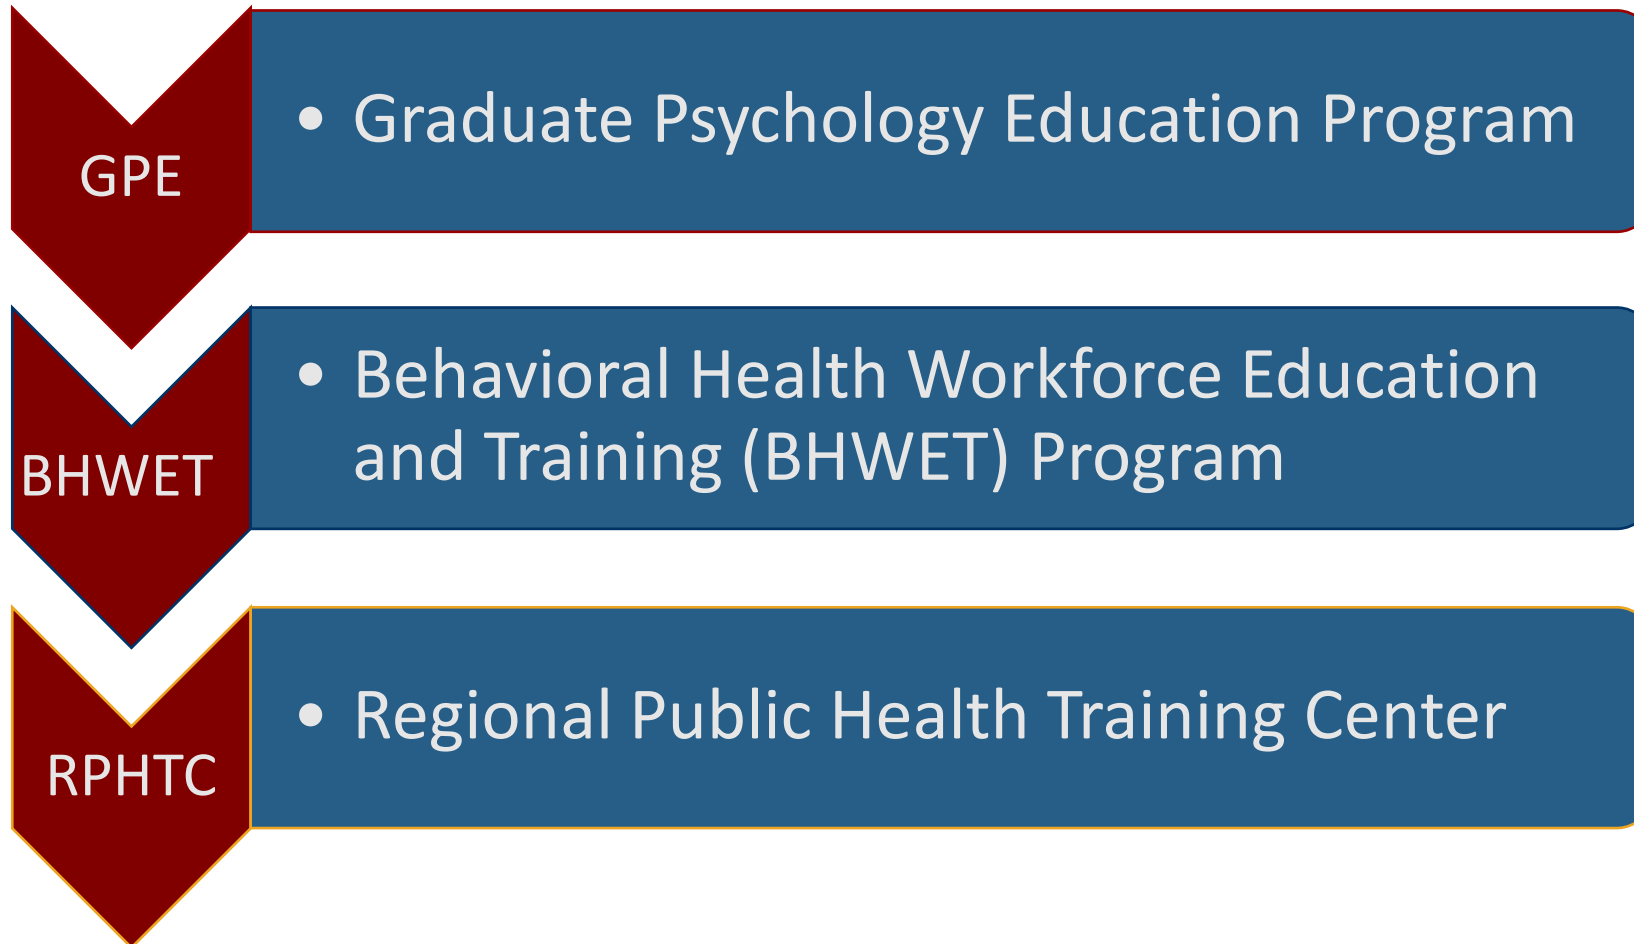 GPE
• Graduate Psychology Education Program
BHWET
• Behavioral Health Workforce Education
and Training (BHWET) Program
RPHTC
• Regional Public Health Training Center